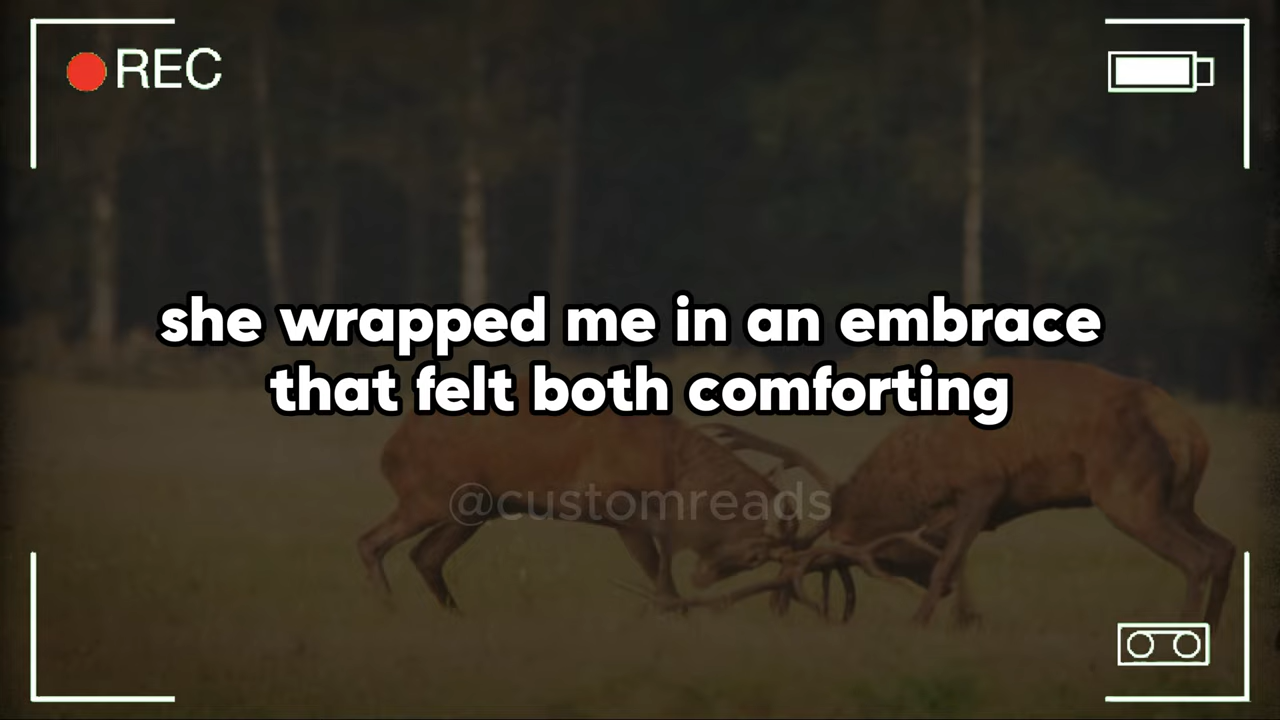 REC
she wrapped me in an embrace
that felt both comforting
@customreads